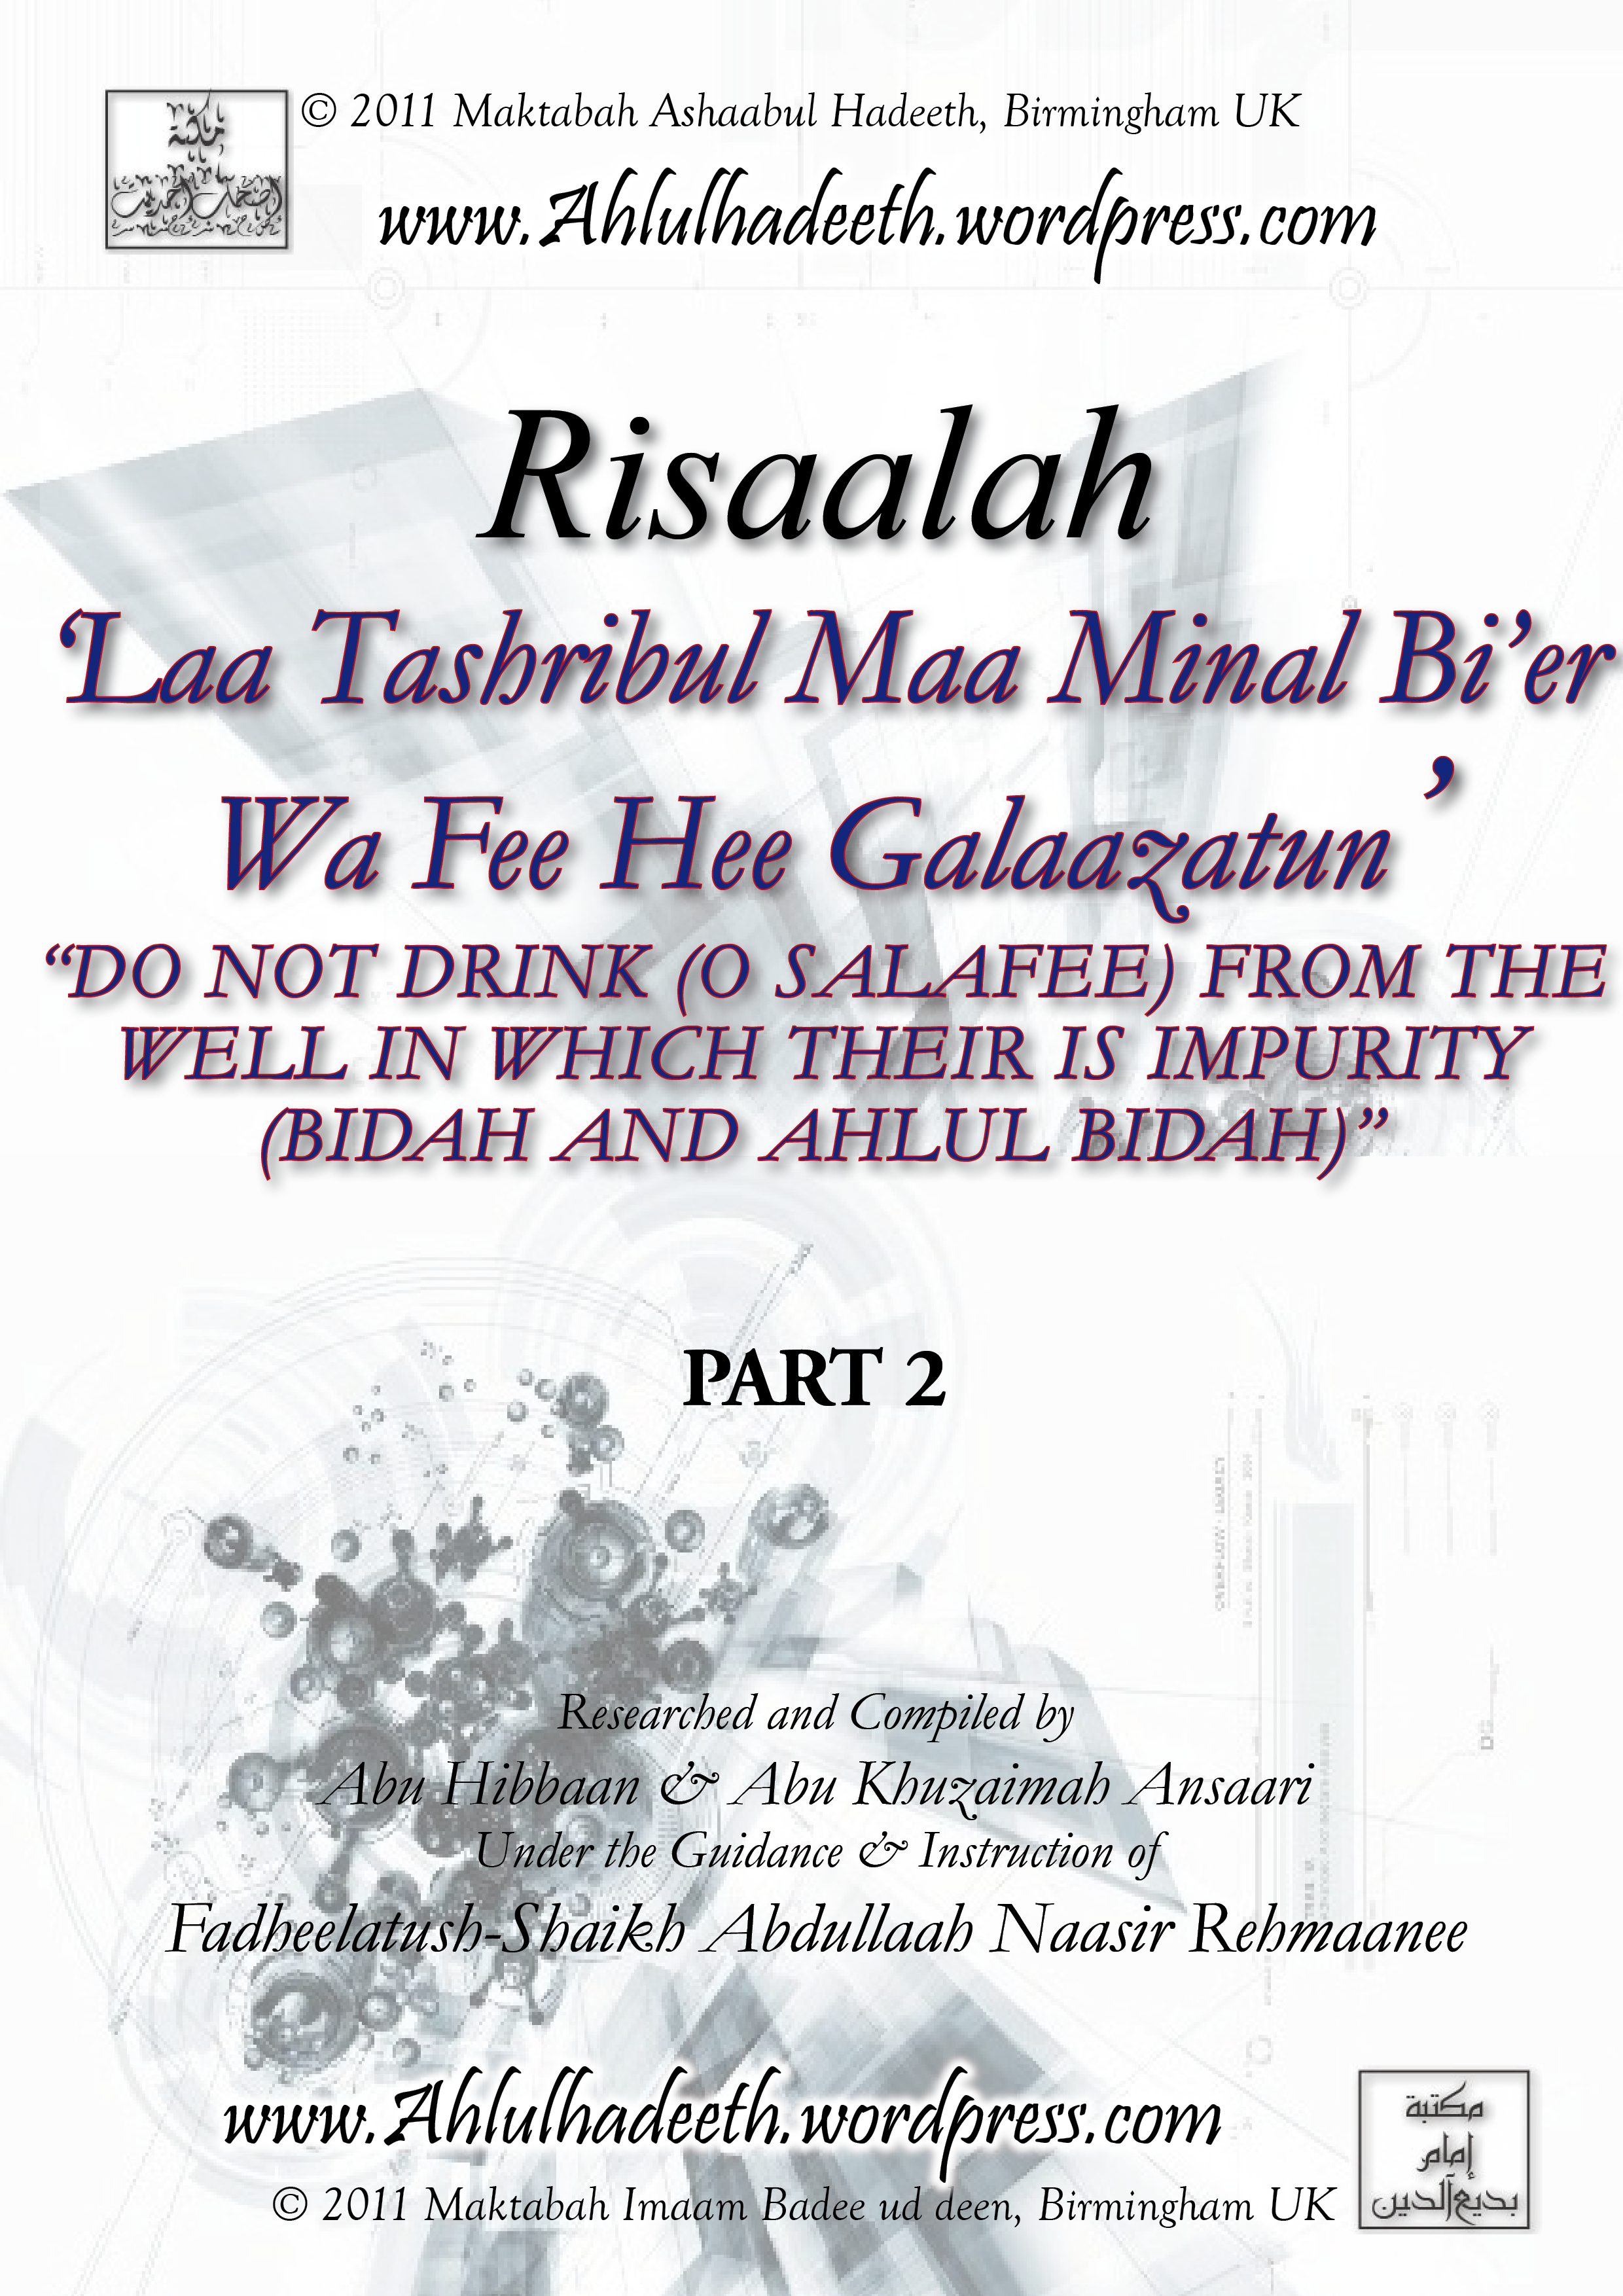 مكتبة
أصحاب الحديث
© 2011 Maktabah Ashaabul Hadeeth, Birmingham UK
www.Ahlulhadeeth.wordpress.com
Risaalah
‘Laa Tashribul Maa Minal Bi’er
Wa Fee Hee Galaazatun’
“DO NOT DRINK (O SALAFEE) FROM THE
WELL IN WHICH THEIR IS IMPURITY
(BIDAH AND AHLUL BIDAH)”
PART 2
Researched and Compiled by
Abu Hibbaan & Abu Khuzaimah Ansaari
Under the Guidance & Instruction of
Fadheelatush-Shaikh Abdullaah Naasir Rehmaanee
www.Ahlulhadeeth.wordpress.com
© 2011 Maktabah Imaam Badee ud deen, Birmingham UK
مكتبة
إمام
بديع الدين